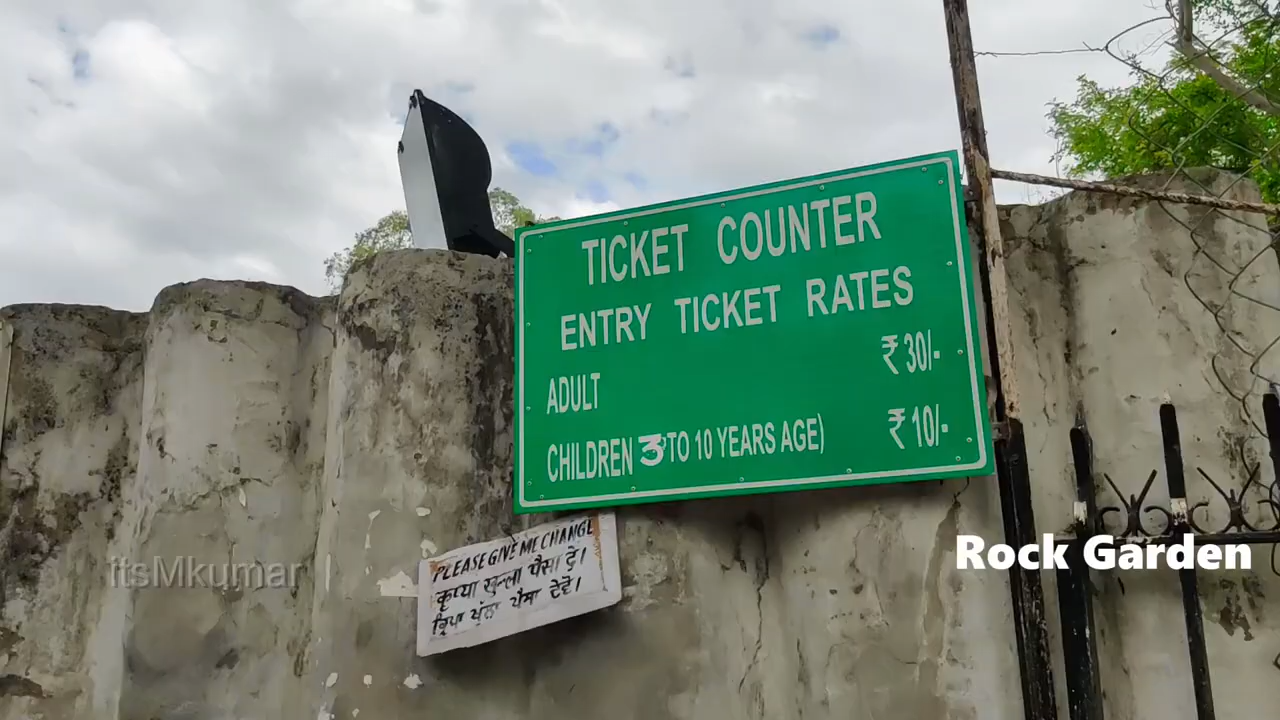 TICKET COUNTER
ENTRY TICKET RATES
ADULT ₹ 30/-
CHILDREN 3 TO 10 YEARS AGE) ₹ 10/-
PLEASE GIVE ME CHANGE
कृप्या खुल्ला पैसा दे।
ਕ੍ਰਿਪਾ ਖੁੱਲਾ ਪੈਸਾ ਦੇਵੋ।
Rock Garden
itsMkumar